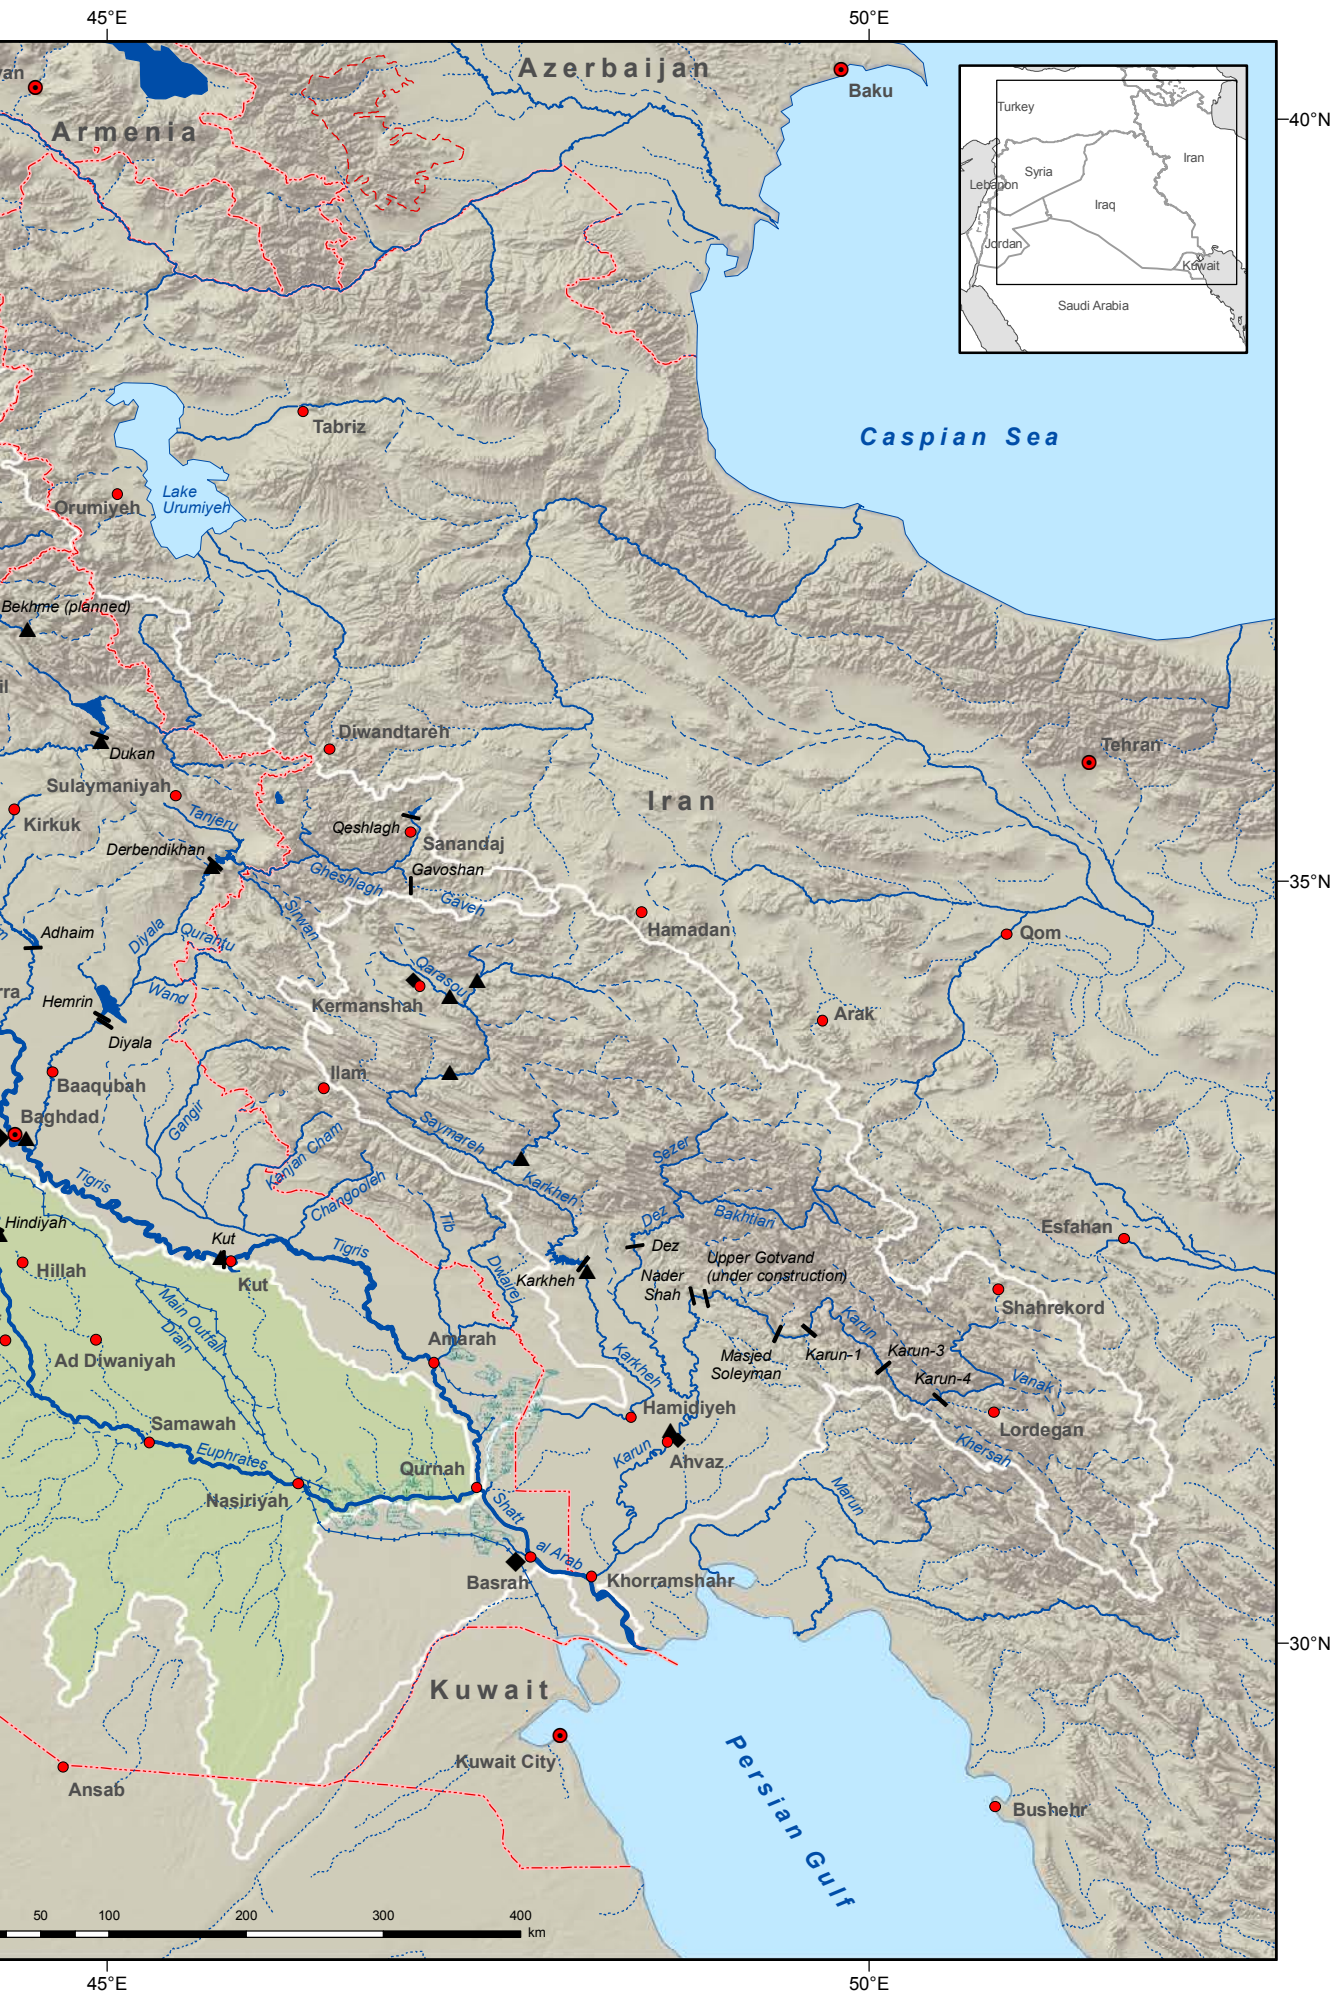 45°E
50°E
Azerbaijan
Baku
Armenia
40°N
Turkey
Iran
Syria
Lebanon
Iraq
Jordan
Kuwait
Saudi Arabia
Tabriz
Caspian Sea
Lake
Urumiyeh
Orumiyeh
Bekhme (planned)
Diwandtareh
Dukan
Tehran
Sulaymaniyah
Iran
Tanjeru
Kirkuk
Qeshlagh
Sanandaj
Derbendikhan
Gavoshan
Gheshlagh
Gaveh
35°N
Sirwan
Hamadan
Qom
Adhaim
Diyala
Qurahtu
Qarasou
Wand
Hemrin
Kermanshah
Arak
Diyala
Ilam
Baaqubah
Baghdad
Gangir
Saymareh
Kanjan Cham
Sezer
Tigris
Karkheh
Changooleh
Tib
Dez
Bakhtiari
Hindiyah
Esfahan
Kut
Dez
Tigris
Upper Gotvand
(under construction)
Dwairej
Hillah
Kut
Karkheh
Nader
Shah
Main Outfall
Drain
Shahrekord
Karun
Amarah
Ad Diwaniyah
Karkheh
Masjed
Soleyman
Karun-1
Karun-3
Karun-4
Vanak
Hamidiyeh
Samawah
Lordegan
Karun
Euphrates
Khersah
Ahvaz
Qurnah
Nasiriyah
Marun
Shatt
al Arab
Basrah
Khorramshahr
30°N
Kuwait
Kuwait City
Persian Gulf
Ansab
Bushehr
50
100
200
300
400
km
45°E
50°E